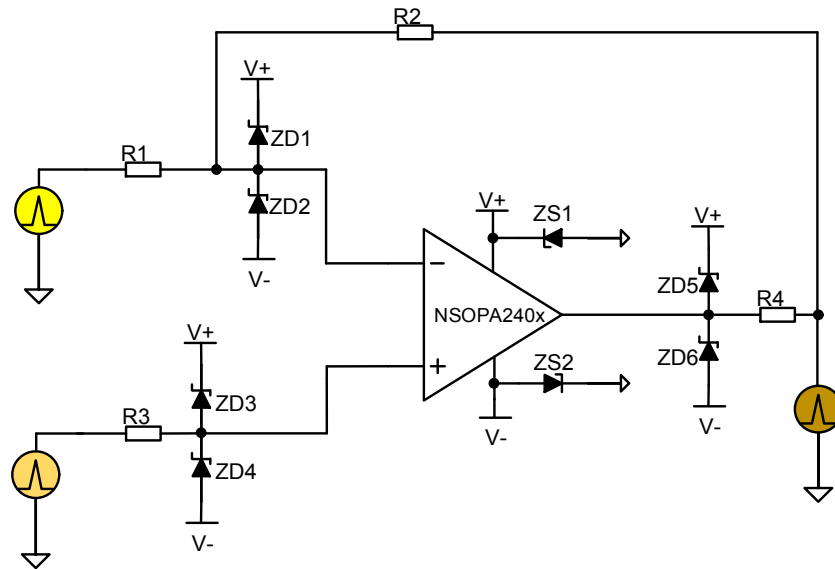 R2
V+
ZD1
R1
ZD2
V-
V+
ZS1
V+
ZD5
R4
NSOPA240x
ZD6
V+
ZS2
ZD3
R3
V-
V-
ZD4
V-